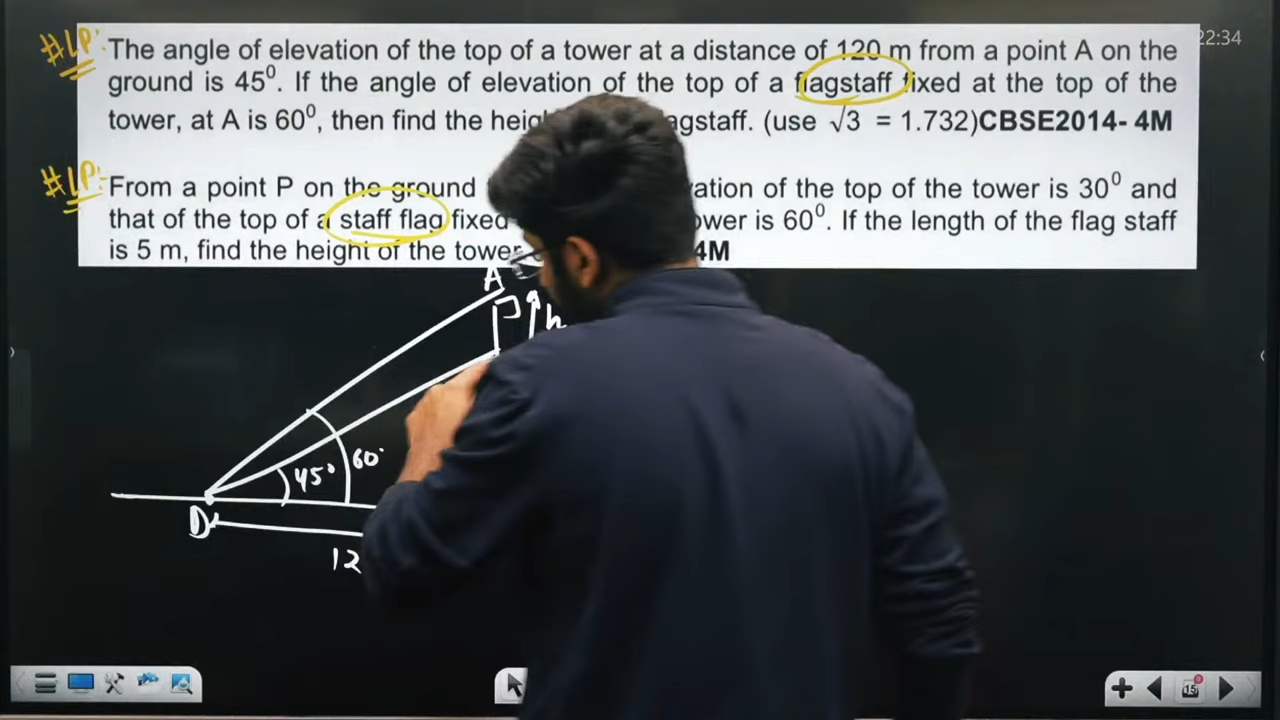 22:34
#LP:
The angle of elevation of the top of a tower at a distance of 120 m from a point A on the
ground is 45⁰. If the angle of elevation of the top of a flagstaff fixed at the top of the
tower, at A is 60⁰, then find the agstaff. (use √3 = 1.732)CBSE2014- 4M
#LP:-
From a point P on the ground vation of the top of the tower is 30⁰ and
that of the top of a staff flag fixed ower is 60⁰. If the length of the flag staff
is 5 m, find the height of the tower 4M
A
h
45° 60°
D
12
15